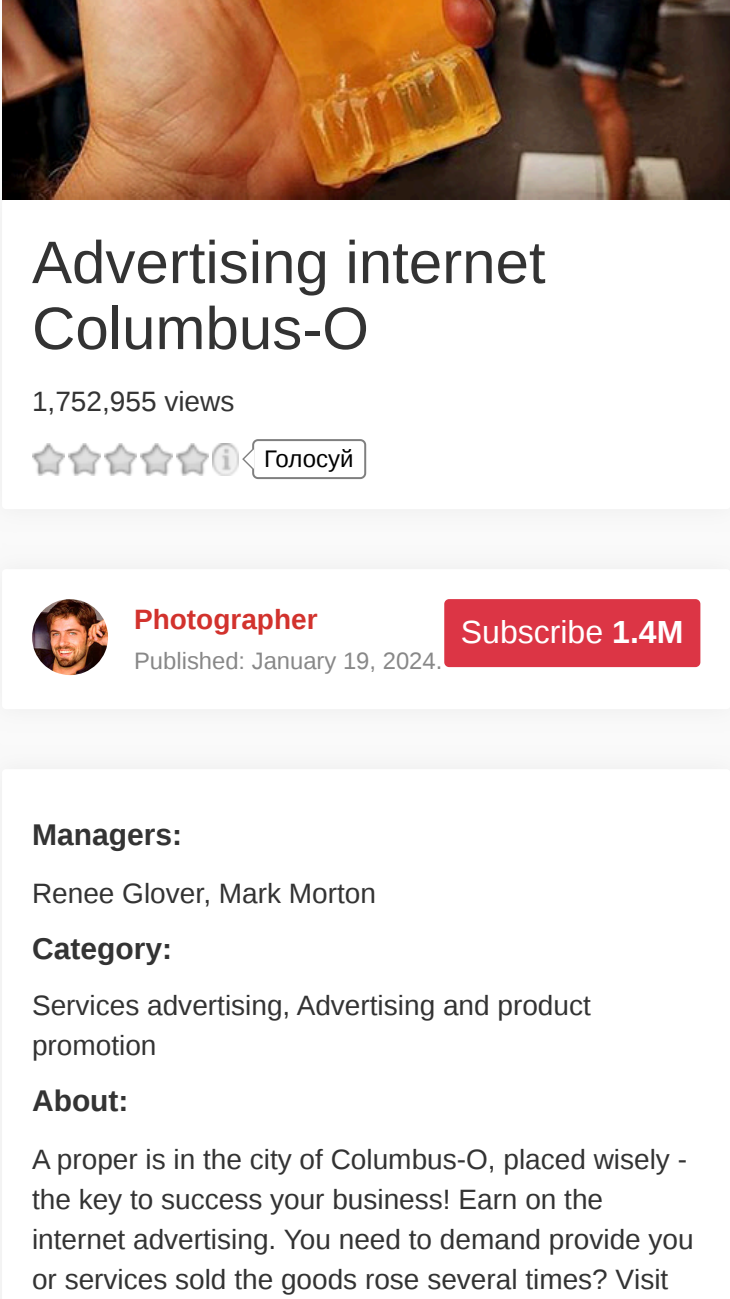 Advertising internet
Columbus-O
1,752,955 views
Голосуй
Photographer
Published: January 19, 2024.
Subscribe 1.4M
Managers:
Renee Glover, Mark Morton
Category:
Services advertising, Advertising and product
promotion
About:
A proper is in the city of Columbus-O, placed wisely -
the key to success your business! Earn on the
internet advertising. You need to demand provide you
or services sold the goods rose several times? Visit